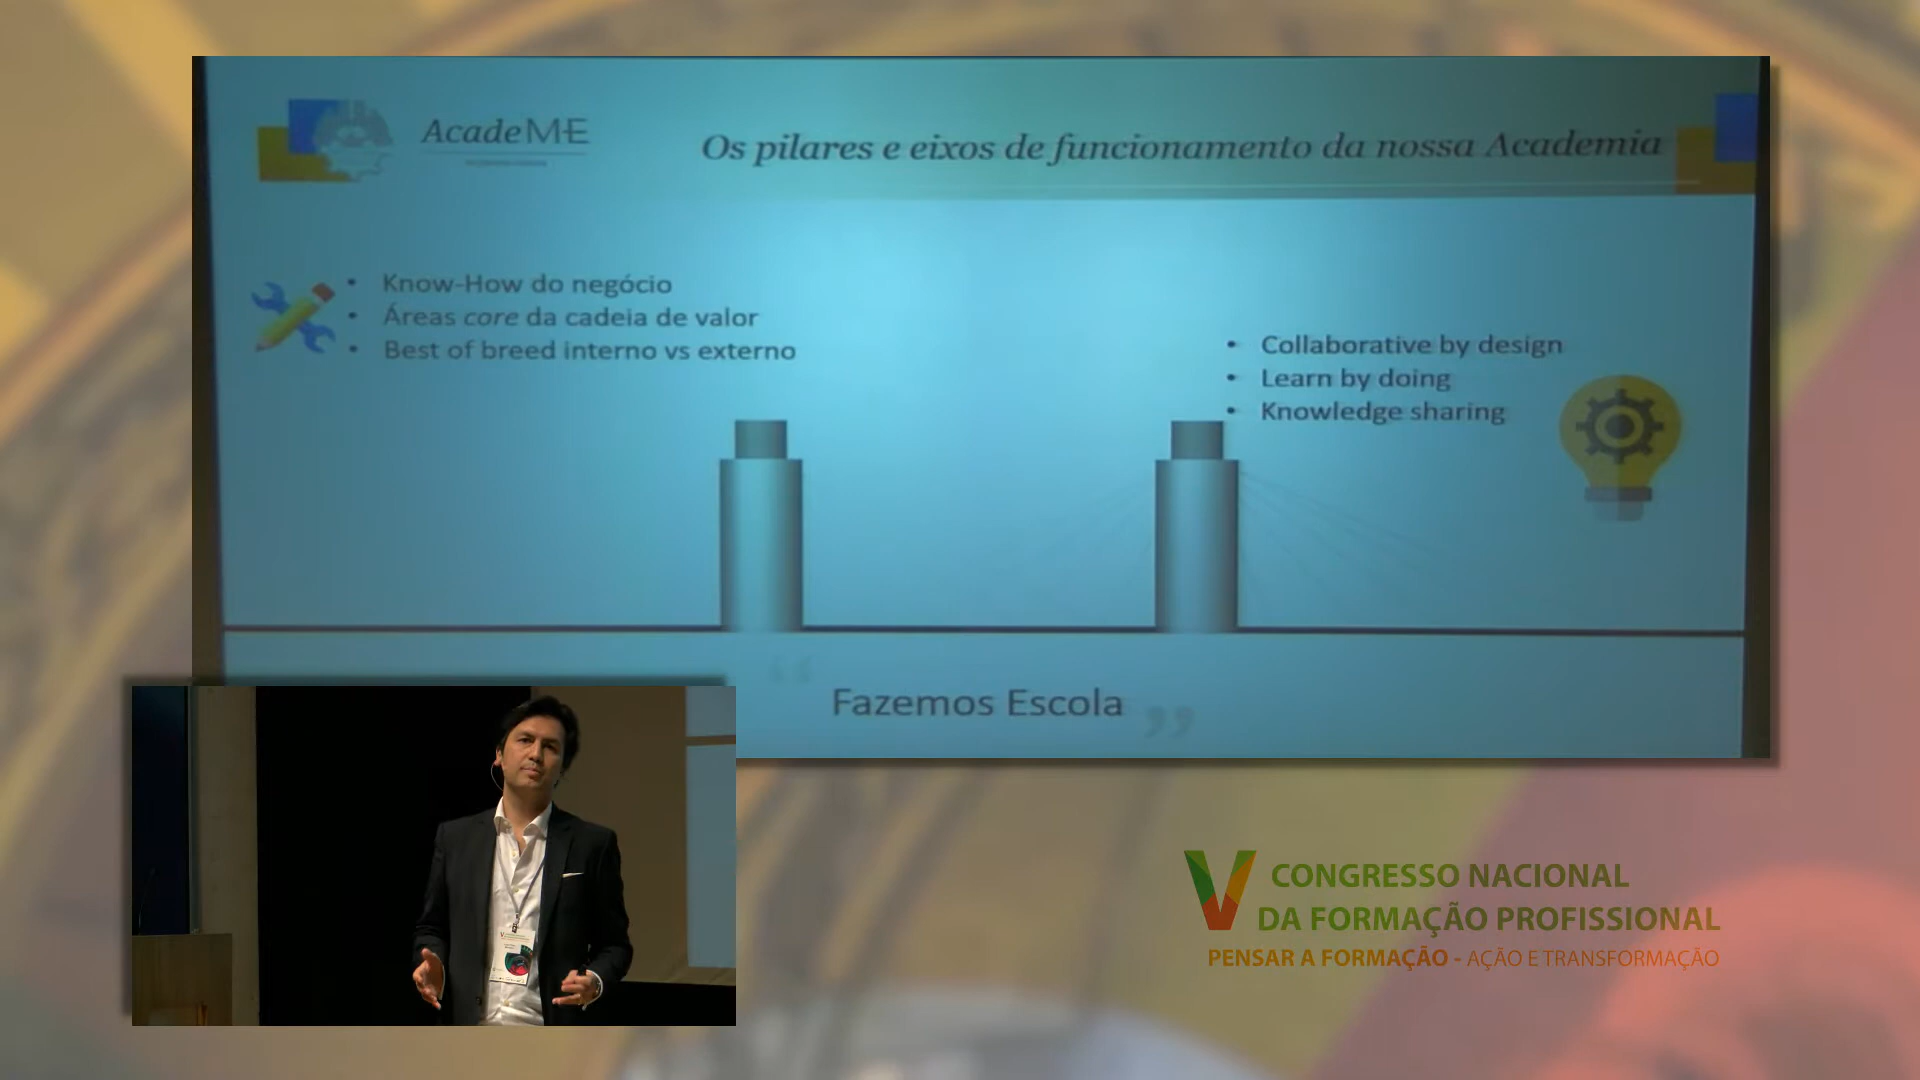 AcadeME
Os pilares e eixos de funcionamento da nossa Academia
• Know-How do negócio
• Áreas core da cadeia de valor
• Best of breed interno vs externo
• Collaborative by design
• Learn by doing
• Knowledge sharing
“ Fazemos Escola ”
V CONGRESSO NACIONAL
DA FORMAÇÃO PROFISSIONAL
PENSAR A FORMAÇÃO - AÇÃO E TRANSFORMAÇÃO